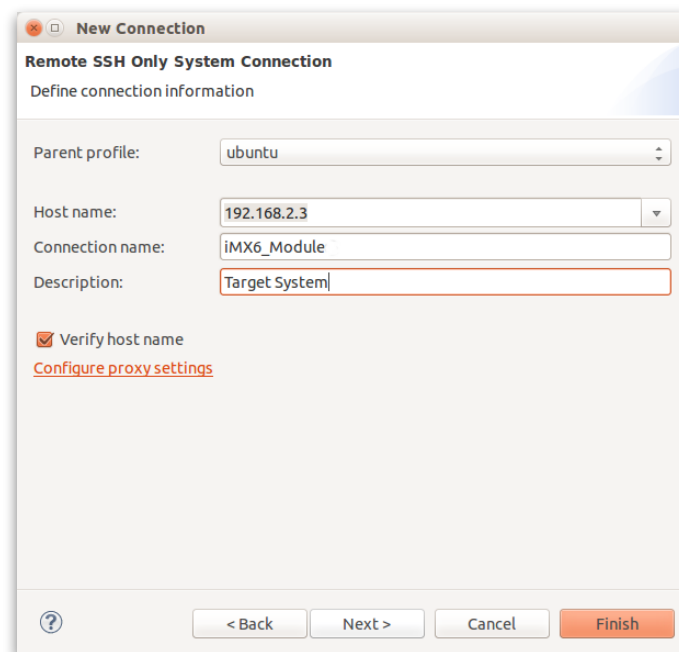 New Connection
Remote SSH Only System Connection
Define connection information
Parent profile: ubuntu
Host name: 192.168.2.3
Connection name: iMX6_Module
Description: Target System
Verify host name
Configure proxy settings
? < Back Next > Cancel Finish